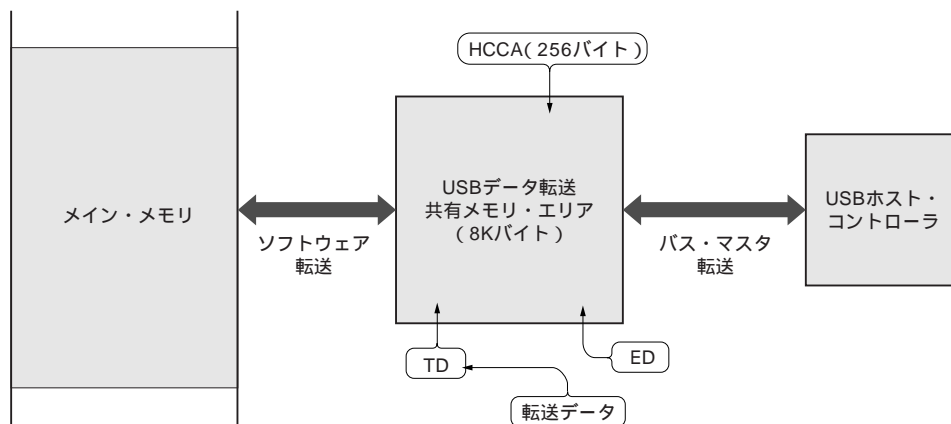 HCCA(256バイト)
メイン・メモリ
ソフトウェア
転送
USBデータ転送
共有メモリ・エリア
(8Kバイト)
バス・マスタ
転送
USBホスト・
コントローラ
TD
ED
転送データ